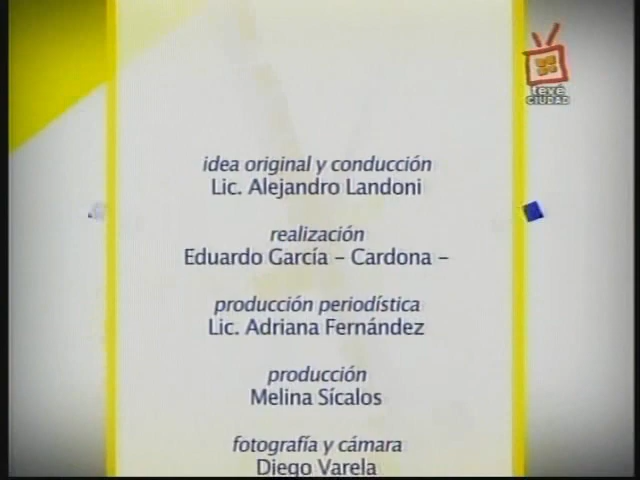 tevé
CIUDAD
idea original y conducción
Lic. Alejandro Landoni
realización
Eduardo García – Cardona –
producción periodística
Lic. Adriana Fernández
producción
Melina Sícalos
fotografía y cámara
Diego Varela